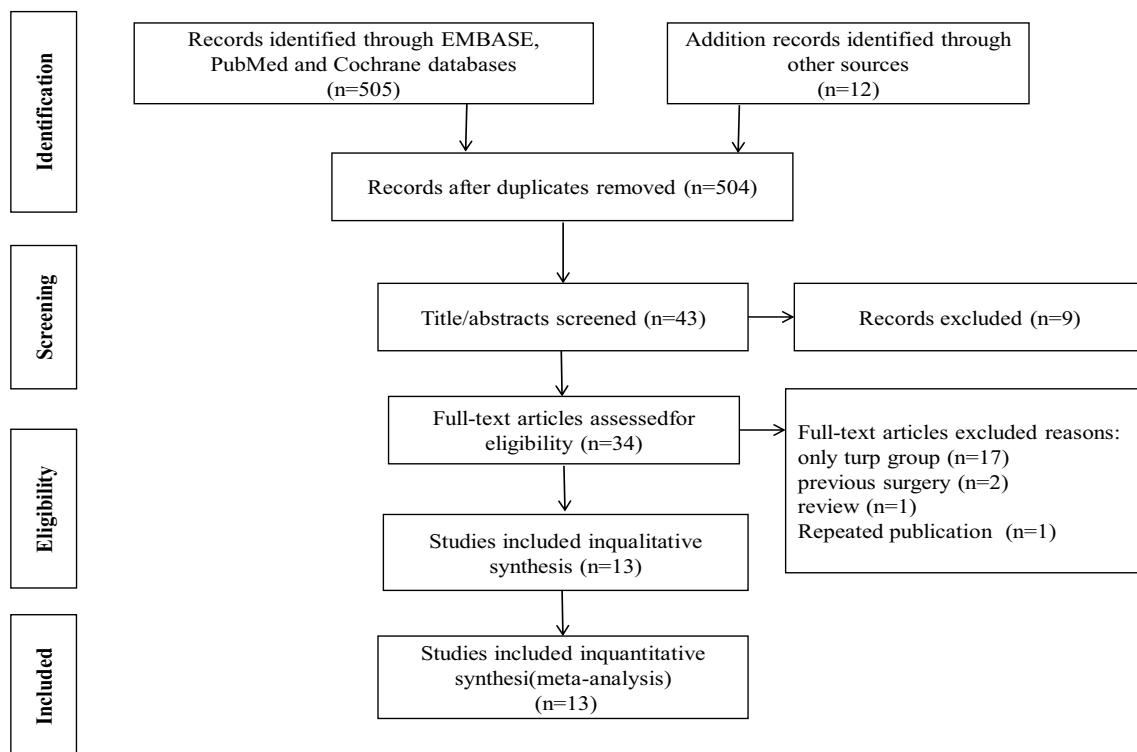 Identification
Records identified through EMBASE,
PubMed and Cochrane databases
(n=505)
Addition records identified through
other sources
(n=12)
Records after duplicates removed (n=504)
Screening
Title/abstracts screened (n=43)
Records excluded (n=9)
Eligibility
Full-text articles assessedfor
eligibility (n=34)
Full-text articles excluded reasons:
only turp group (n=17)
previous surgery (n=2)
review (n=1)
Repeated publication (n=1)
Studies included inqualitative
synthesis (n=13)
Included
Studies included inquantitative
synthesi(meta-analysis)
(n=13)